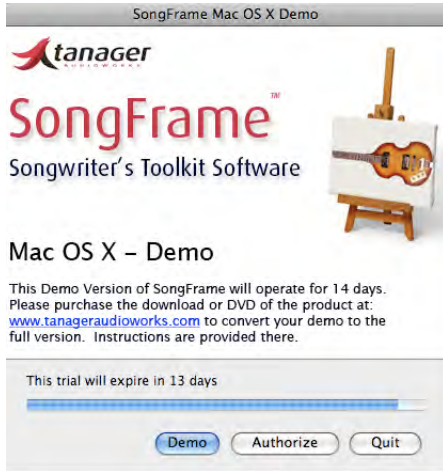 SongFrame Mac OS X Demo
tanager
AUDIOWORKS
SongFrame™
Songwriter's Toolkit Software
Mac OS X – Demo
This Demo Version of SongFrame will operate for 14 days.
Please purchase the download or DVD of the product at:
www.tanageraudioworks.com to convert your demo to the
full version.  Instructions are provided there.
This trial will expire in 13 days
Demo Authorize Quit